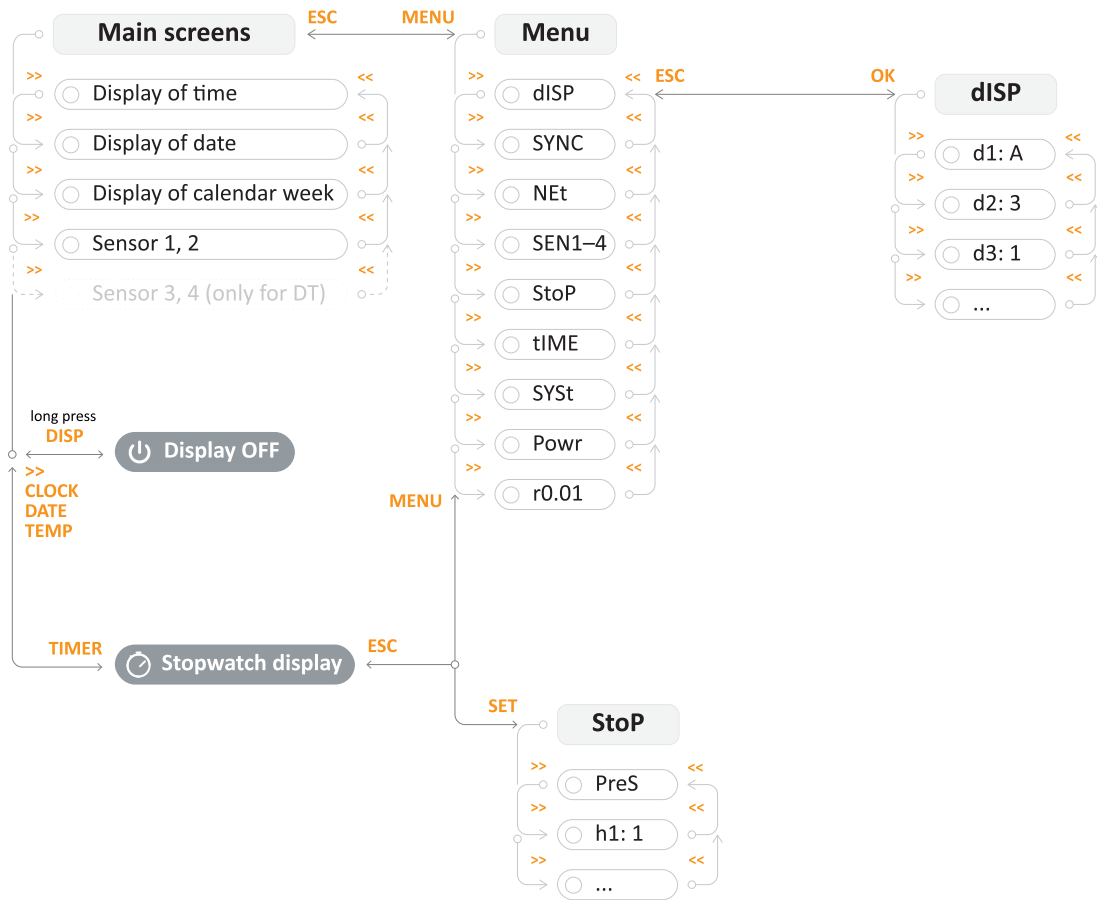 ESC
MENU
Main screens
Menu
>>
<<
Display of time
>>
<<
Display of date
>>
<<
Display of calendar week
>>
<<
Sensor 1, 2
>>
<<
Sensor 3, 4 (only for DT)
>>
<<
dISP
>>
<<
SYNC
>>
<<
NEt
>>
<<
SEN1–4
>>
<<
StoP
>>
<<
tIME
>>
<<
SYSt
>>
<<
Powr
>>
<<
r0.01
ESC
OK
dISP
>>
<<
d1: A
>>
<<
d2: 3
>>
<<
d3: 1
>>
<<
...
long press
DISP
Display OFF
>>
CLOCK
DATE
TEMP
MENU
TIMER
Stopwatch display
ESC
SET
StoP
>>
<<
PreS
>>
<<
h1: 1
>>
<<
...